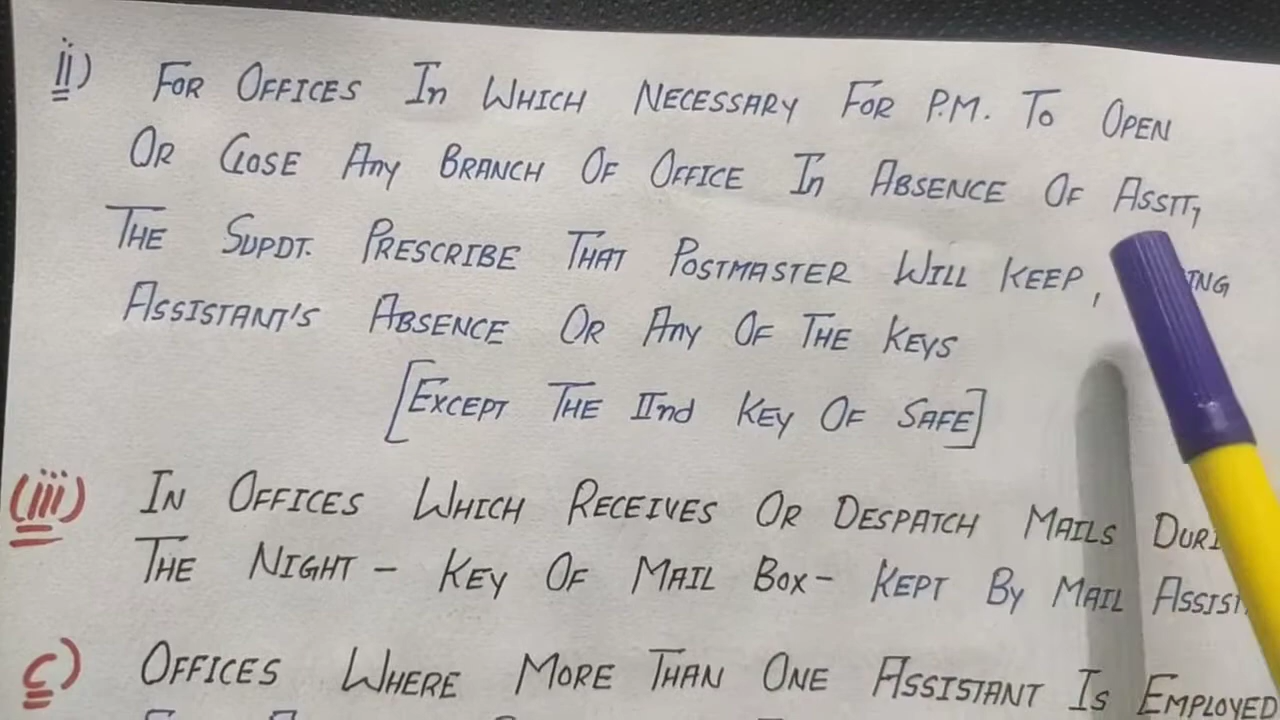 ii) FOR OFFICES In WHICH NECESSARY FOR P.M. TO OPEN
OR CLOSE Any BRANCH OF OFFICE In ABSENCE OF ASSTT,
THE SUPDT. PRESCRIBE THAT POSTMASTER WILL KEEP,
ASSISTANT'S ABSENCE OR Any OF THE KEYS
[EXCEPT THE IInd KEY OF SAFE]
(iii) IN OFFICES WHICH RECEIVES OR DESPATCH MAILS
THE NIGHT - KEY OF MAIL BOX - KEPT BY MAIL
c) OFFICES WHERE MORE THAN ONE ASSISTANT Is EMPLOYED